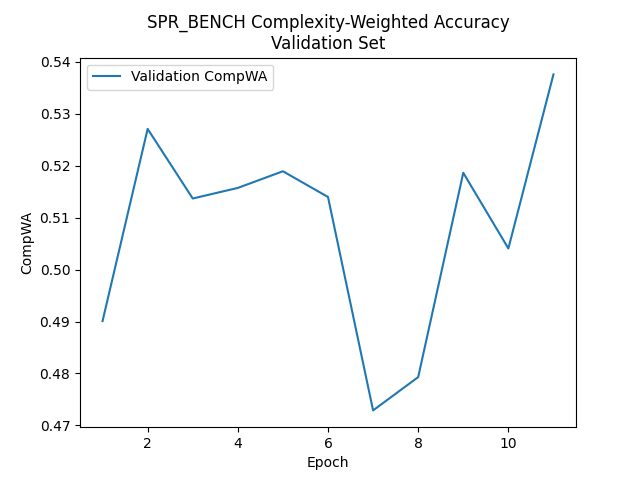 SPR_BENCH Complexity-Weighted Accuracy
Validation Set
Validation CompWA
CompWA
0.54
0.53
0.52
0.51
0.50
0.49
0.48
0.47
2
4
6
8
10
Epoch